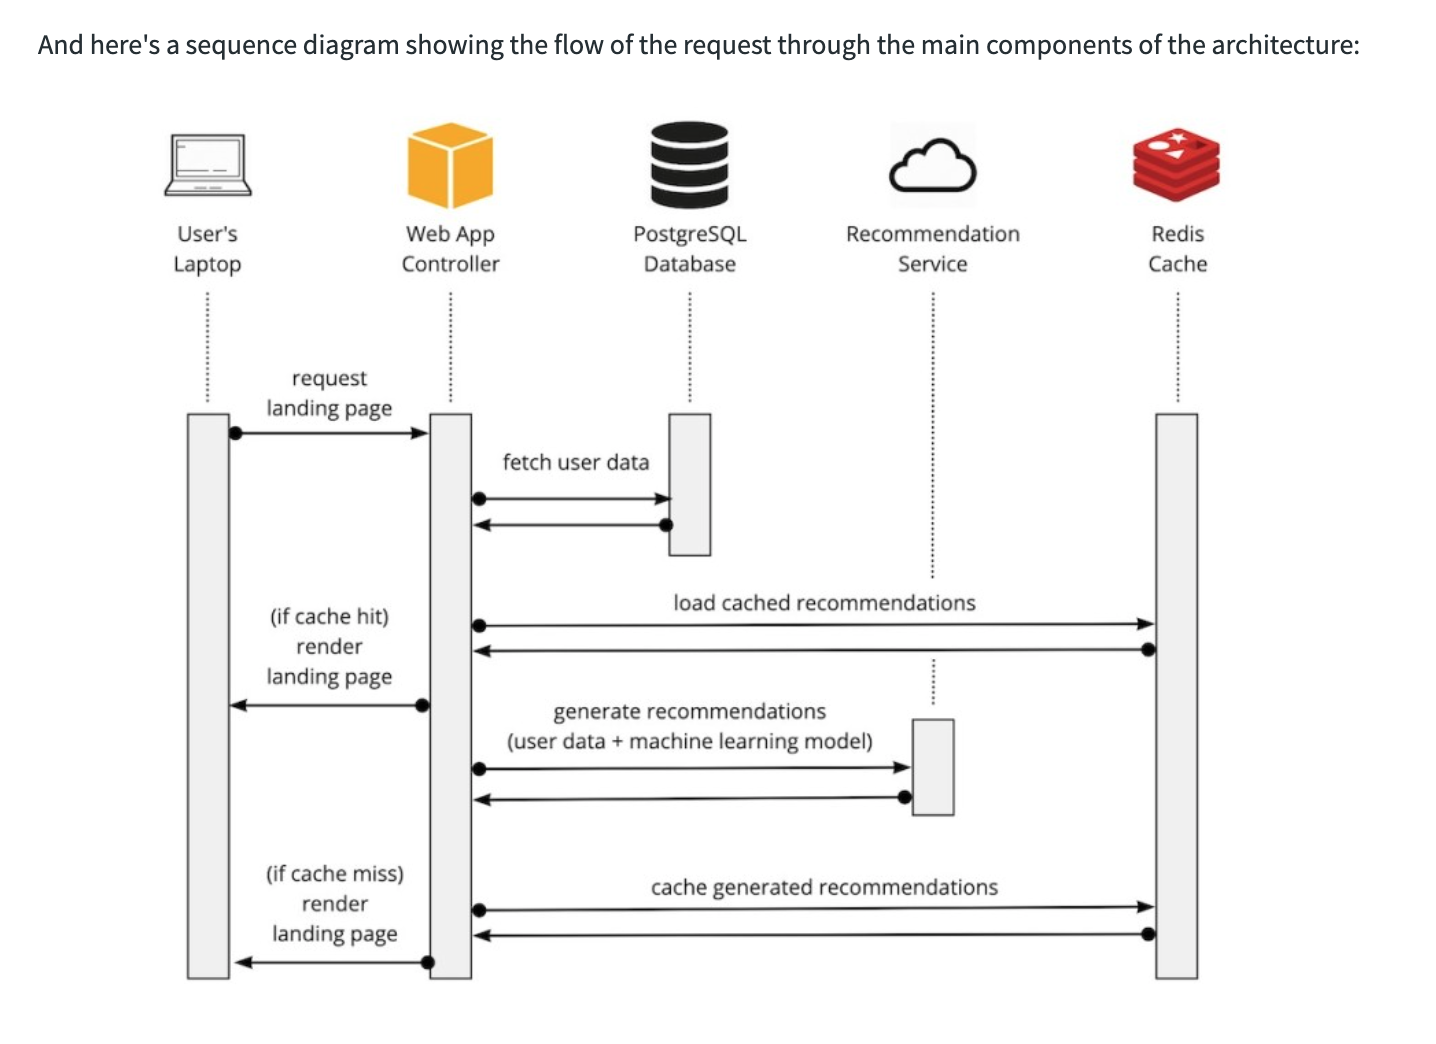 And here's a sequence diagram showing the flow of the request through the main components of the architecture:
User's
Laptop
Web App
Controller
PostgreSQL
Database
Recommendation
Service
Redis
Cache
request
landing page
fetch user data
load cached recommendations
(if cache hit)
render
landing page
generate recommendations
(user data + machine learning model)
(if cache miss)
render
landing page
cache generated recommendations